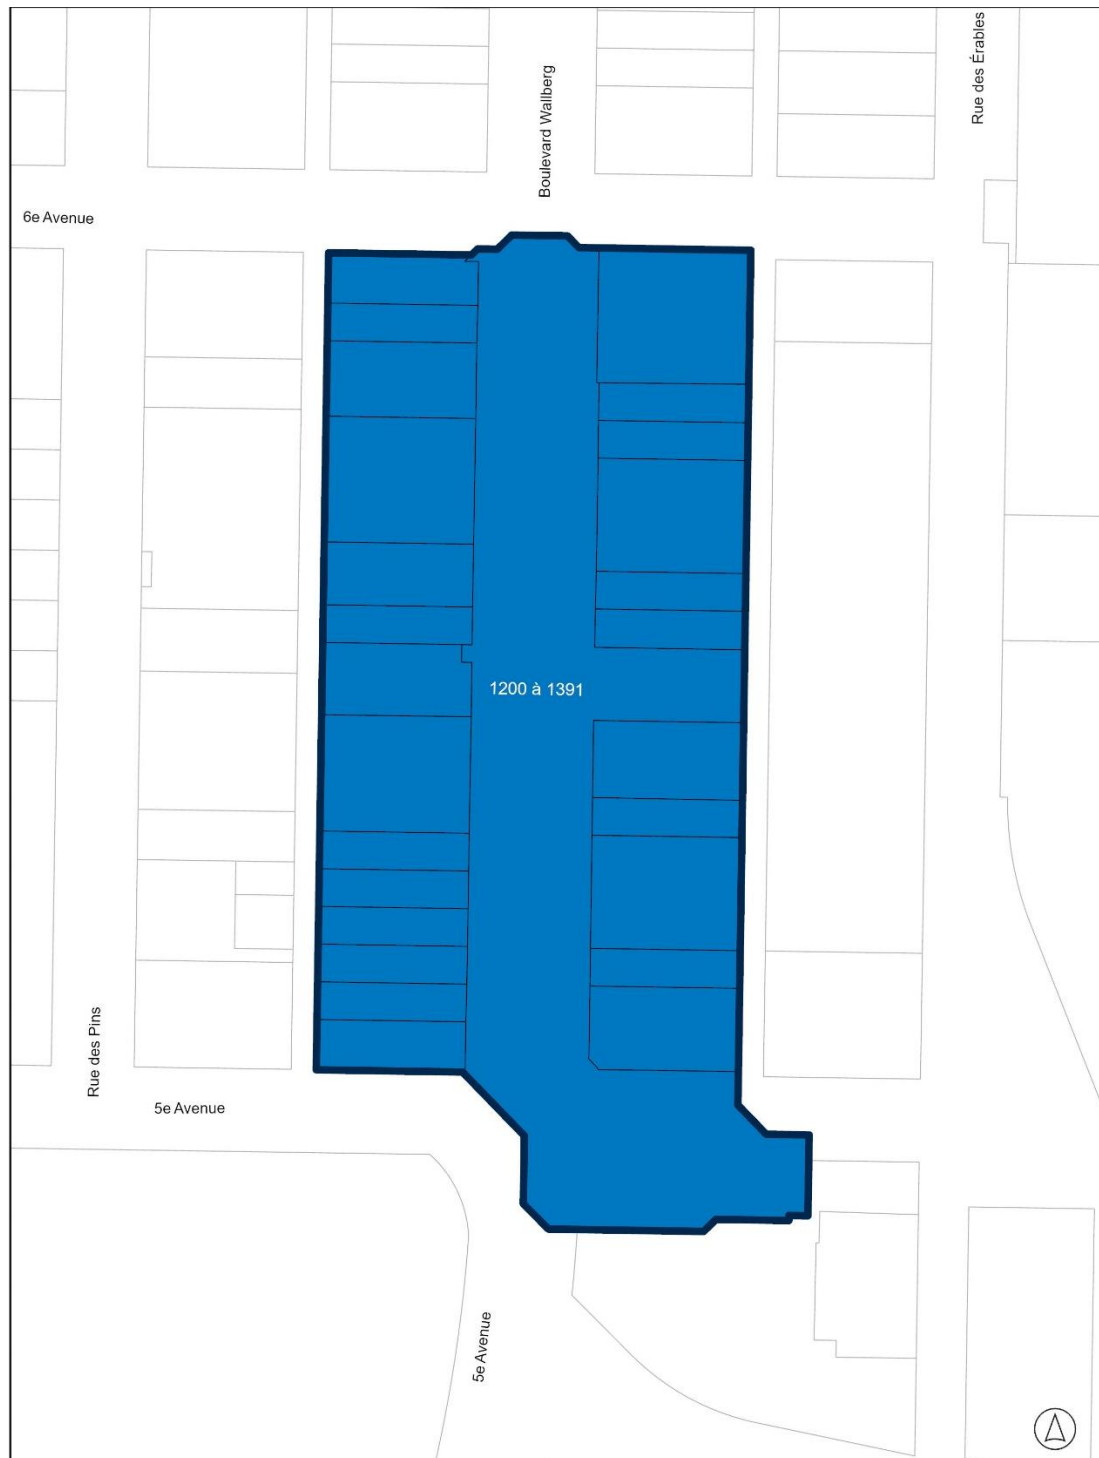 Boulevard Wallberg
Rue des Érables
6e Avenue
1200 à 1391
Rue des Pins
5e Avenue
5e Avenue